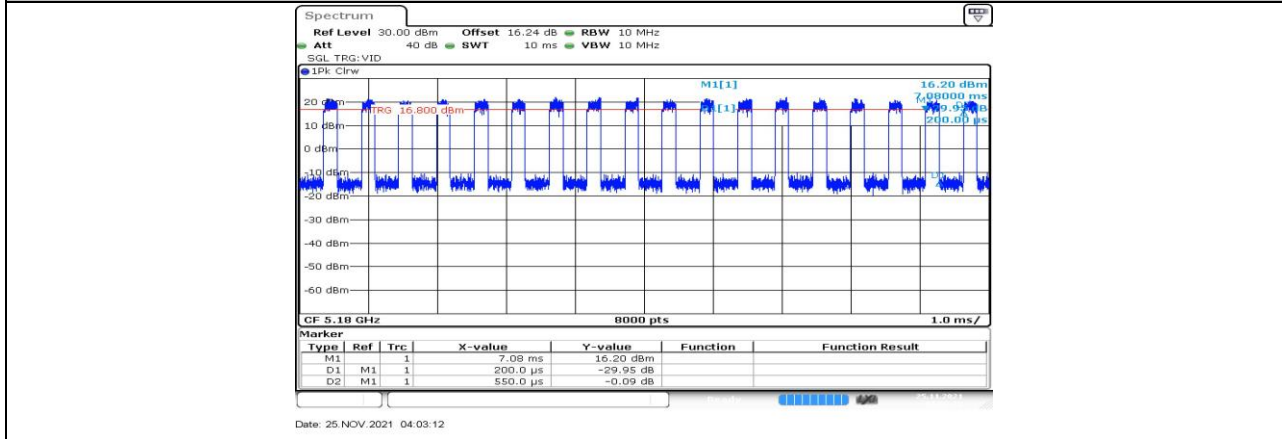 Spectrum
Ref Level 30.00 dBm Offset 16.24 dB RBW 10 MHz
Att 40 dB SWT 10 ms VBW 10 MHz
SGL TRG:VID
1Pk Clrw
M1[1] 16.20 dBm
7.08000 ms
20 dBm
TRG 16.800 dBm
200.00 µs
10 dBm
0 dBm
-10 dBm
-20 dBm
-30 dBm
-40 dBm
-50 dBm
-60 dBm
CF 5.18 GHz 8000 pts 1.0 ms/
Marker
Type Ref Trc X-value Y-value Function Function Result
M1 1 7.08 ms 16.20 dBm
D1 M1 1 200.0 µs -29.95 dB
D2 M1 1 550.0 µs -0.09 dB
25.11.2021
Date: 25.NOV.2021 04:03:12